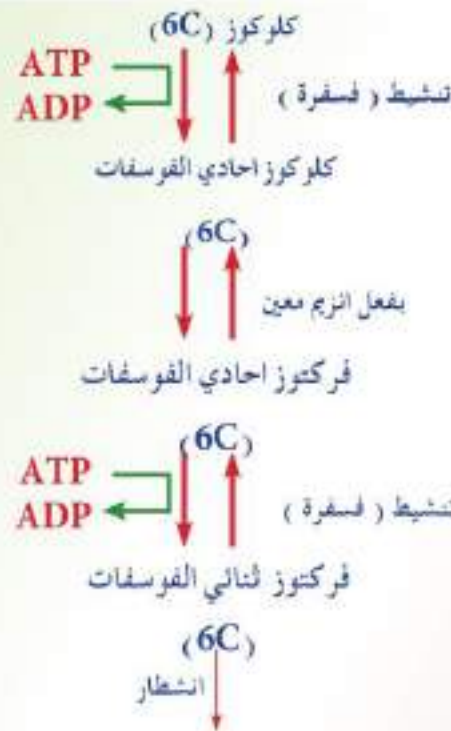 كلوكوز (6C)
ATP
ADP
تنشيط ( فسفرة )
كلوكوز احادي الفوسفات
(6C)
بفعل انزيم معين
فركتوز احادي الفوسفات
(6C)
ATP
ADP
تنشيط ( فسفرة )
فركتوز ثنائي الفوسفات
(6C)
انشطار